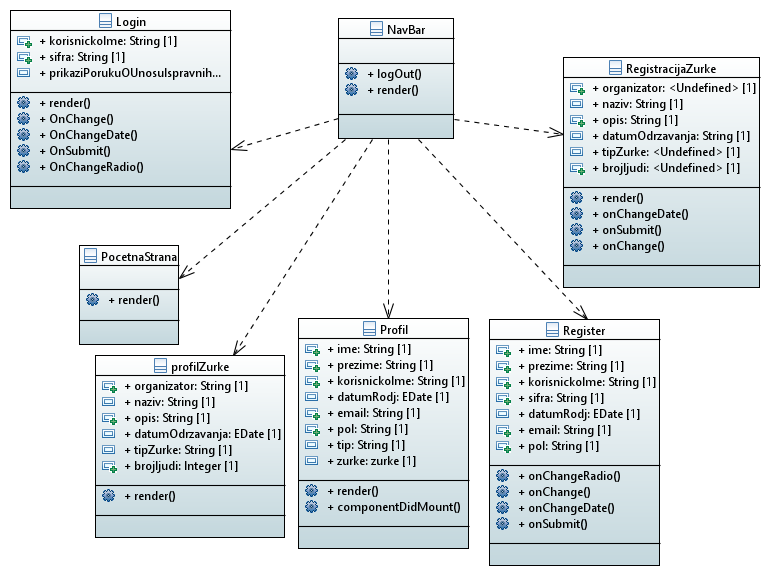 Login
+ korisnickoIme: String [1]
+ sifra: String [1]
+ prikaziPorukuOUnosuIspravnih...
+ render()
+ OnChange()
+ OnChangeDate()
+ OnSubmit()
+ OnChangeRadio()
NavBar
+ logOut()
+ render()
RegistracijaZurke
+ organizator: <Undefined> [1]
+ naziv: String [1]
+ opis: String [1]
+ datumOdrzavanja: String [1]
+ tipZurke: <Undefined> [1]
+ brojljudi: <Undefined> [1]
+ render()
+ onChangeDate()
+ onSubmit()
+ onChange()
PocetnaStrana
+ render()
profilZurke
+ organizator: String [1]
+ naziv: String [1]
+ opis: String [1]
+ datumOdrzavanja: EDate [1]
+ tipZurke: String [1]
+ brojljudi: Integer [1]
+ render()
Profil
+ ime: String [1]
+ prezime: String [1]
+ korisnickoIme: String [1]
+ datumRodj: EDate [1]
+ email: String [1]
+ pol: String [1]
+ tip: String [1]
+ zurke: zurke [1]
+ render()
+ componentDidMount()
Register
+ ime: String [1]
+ prezime: String [1]
+ korisnickoIme: String [1]
+ sifra: String [1]
+ datumRodj: EDate [1]
+ email: String [1]
+ pol: String [1]
+ onChangeRadio()
+ onChange()
+ onChangeDate()
+ onSubmit()